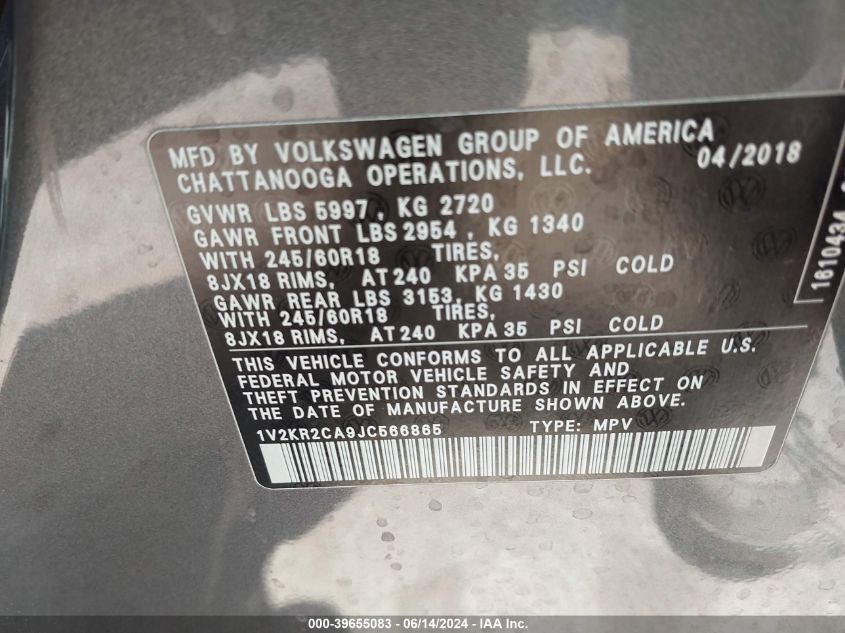 MFD BY VOLKSWAGEN GROUP OF AMERICA 04/2018
CHATTANOOGA OPERATIONS, LLC.
GVWR LBS 5997, KG 2720
GAWR FRONT LBS 2954 , KG 1340
WITH 245/60R18 TIRES,
8JX18 RIMS, AT 240 KPA 35 PSI COLD
GAWR REAR LBS 3153, KG 1430
WITH 245/60R18 TIRES,
8JX18 RIMS, AT 240 KPA 35 PSI COLD
THIS VEHICLE CONFORMS TO ALL APPLICABLE U.S.
FEDERAL MOTOR VEHICLE SAFETY AND
THEFT PREVENTION STANDARDS IN EFFECT ON
THE DATE OF MANUFACTURE SHOWN ABOVE.
1V2KR2CA9JC566865 TYPE: MPV
1610434
000-39655083 - 06/14/2024 - IAAI.com